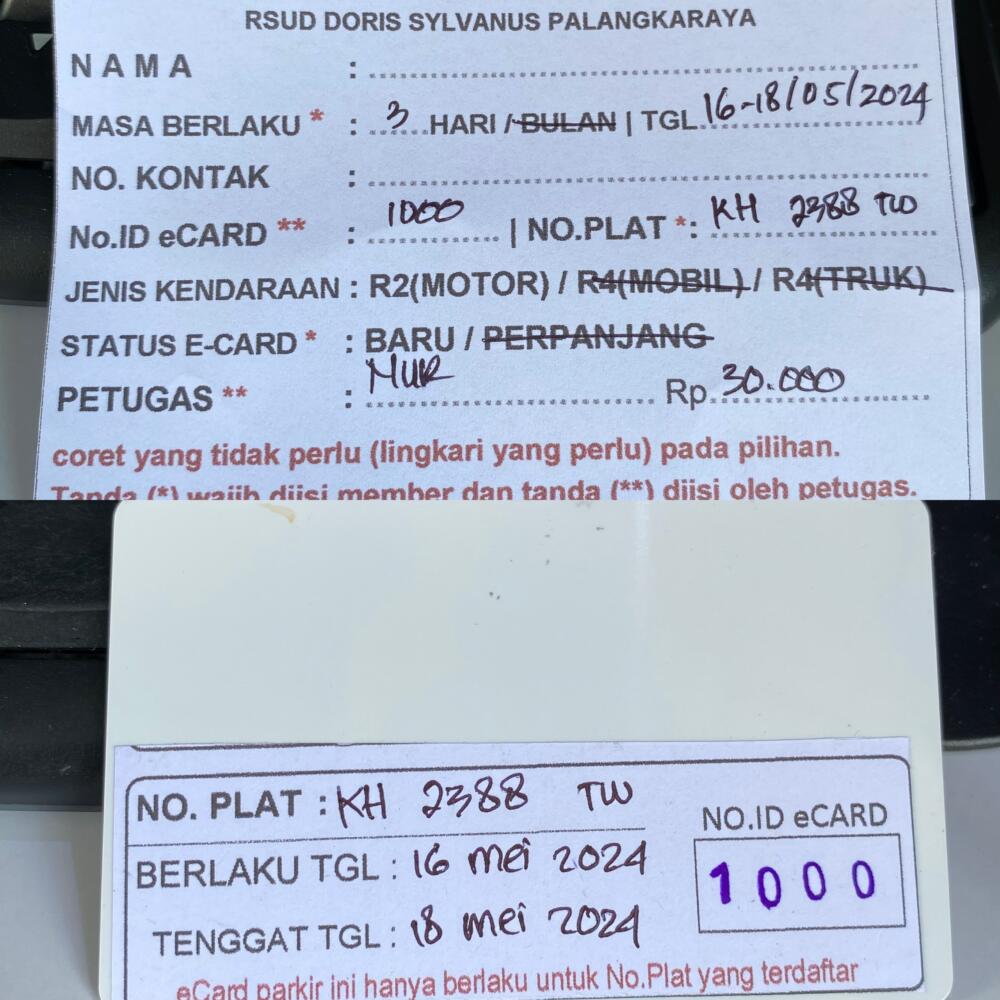 RSUD DORIS SYLVANUS PALANGKARAYA
NAMA :
MASA BERLAKU * : 3 HARI / BULAN | TGL 16-18/05/2024
NO. KONTAK :
No.ID eCARD ** : 1000 | NO.PLAT *: KH 2388 TW
JENIS KENDARAAN : R2(MOTOR) / R4(MOBIL) / R4(TRUK)
STATUS E-CARD * : BARU / PERPANJANG
PETUGAS ** : MUR Rp. 30.000
coret yang tidak perlu (lingkari yang perlu) pada pilihan.
Tanda (*) wajib diisi member dan tanda (**) diisi oleh petugas.
NO. PLAT : KH 2388 TW
NO.ID eCARD
BERLAKU TGL : 16 mei 2024
1000
TENGGAT TGL : 18 mei 2024
eCard parkir ini hanya berlaku untuk No.Plat yang terdaftar